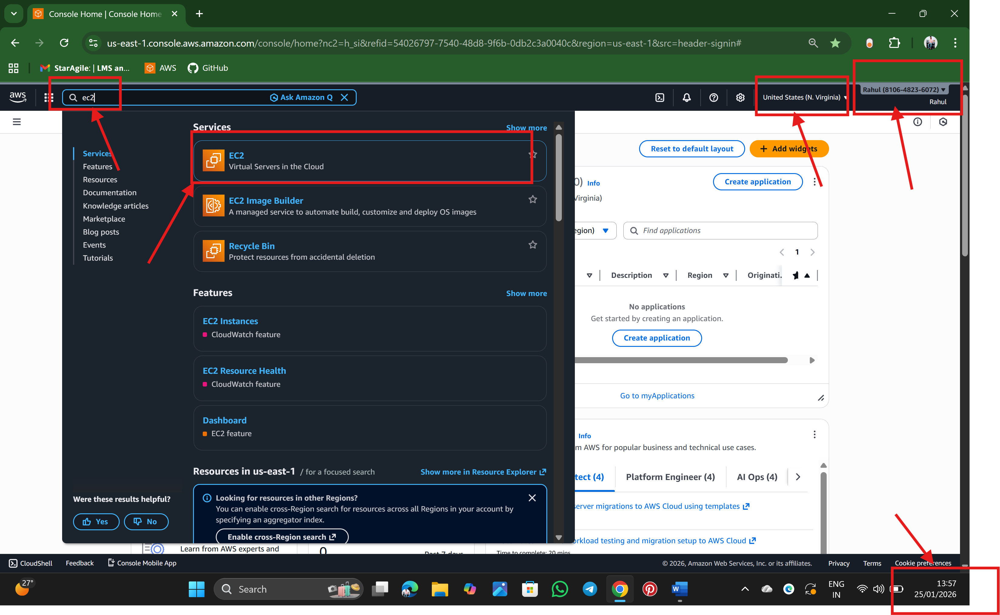 Console Home | Console Home
us-east-1.console.aws.amazon.com/console/home?nc2=h_si&refid=54026797-7540-48d8-9f6b-0db2c3a0040c&region=us-east-1&src=header-signin#
StarAgile: | LMS an...
AWS
GitHub
aws
ec2
Ask Amazon Q
United States (N. Virginia)
Rahul (8106-4823-6072)
Rahul
Services
Features
Resources
Documentation
Knowledge articles
Marketplace
Blog posts
Events
Tutorials
Were these results helpful?
Yes
No
Services
Show more
EC2
Virtual Servers in the Cloud
EC2 Image Builder
A managed service to automate build, customize and deploy OS images
Recycle Bin
Protect resources from accidental deletion
Features
Show more
EC2 Instances
CloudWatch feature
EC2 Resource Health
CloudWatch feature
Dashboard
EC2 feature
Resources in us-east-1 / for a focused search
Show more in Resource Explorer
Looking for resources in other Regions?
You can enable cross-Region search for resources across all Regions in your account by
specifying an aggregator index.
Enable cross-Region search
Reset to default layout
+ Add widgets
0) Info
Create application
Virginia)
egion)
Find applications
1
Description
Region
Originati.
No applications
Get started by creating an application.
Create application
Go to myApplications
Info
m AWS for popular business and technical use cases.
tect (4)
Platform Engineer (4)
AI Ops (4)
server migrations to AWS Cloud using templates
orkload testing and migration setup to AWS Cloud
Learn from AWS experts and
0
Past 7 days
Time to complete: 20 mins
CloudShell
Feedback
Console Mobile App
© 2026, Amazon Web Services, Inc. or its affiliates.
Privacy
Terms
Cookie preferences
27°
Search
W
ENG
IN
13:57
25/01/2026